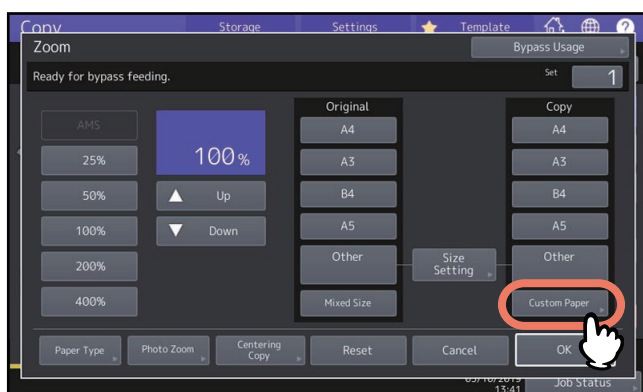 Copy Storage Settings Template
Zoom Bypass Usage
Ready for bypass feeding. Set 1
Original Copy
AMS A4 A4
25% 100% A3 A3
50% Up B4 B4
100% Down A5 A5
200% Other Size Setting Other
400% Mixed Size Custom Paper
Paper Type Photo Zoom Centering Copy Reset Cancel OK
13:41 Job Status